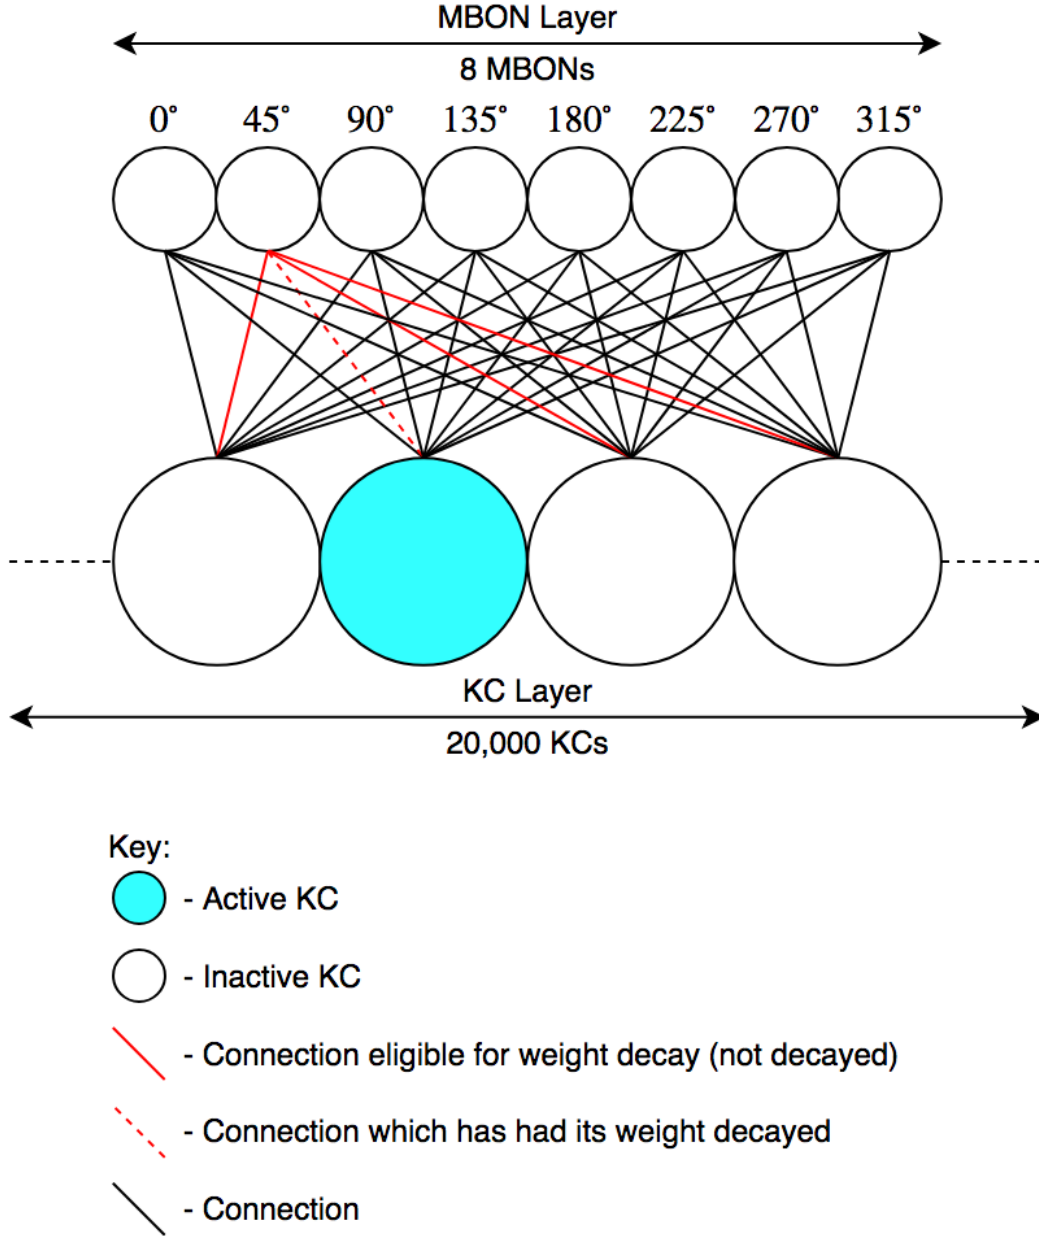 MBON Layer
8 MBONs
0° 45° 90° 135° 180° 225° 270° 315°
KC Layer
20,000 KCs
Key:
- Active KC
- Inactive KC
- Connection eligible for weight decay (not decayed)
- Connection which has had its weight decayed
- Connection